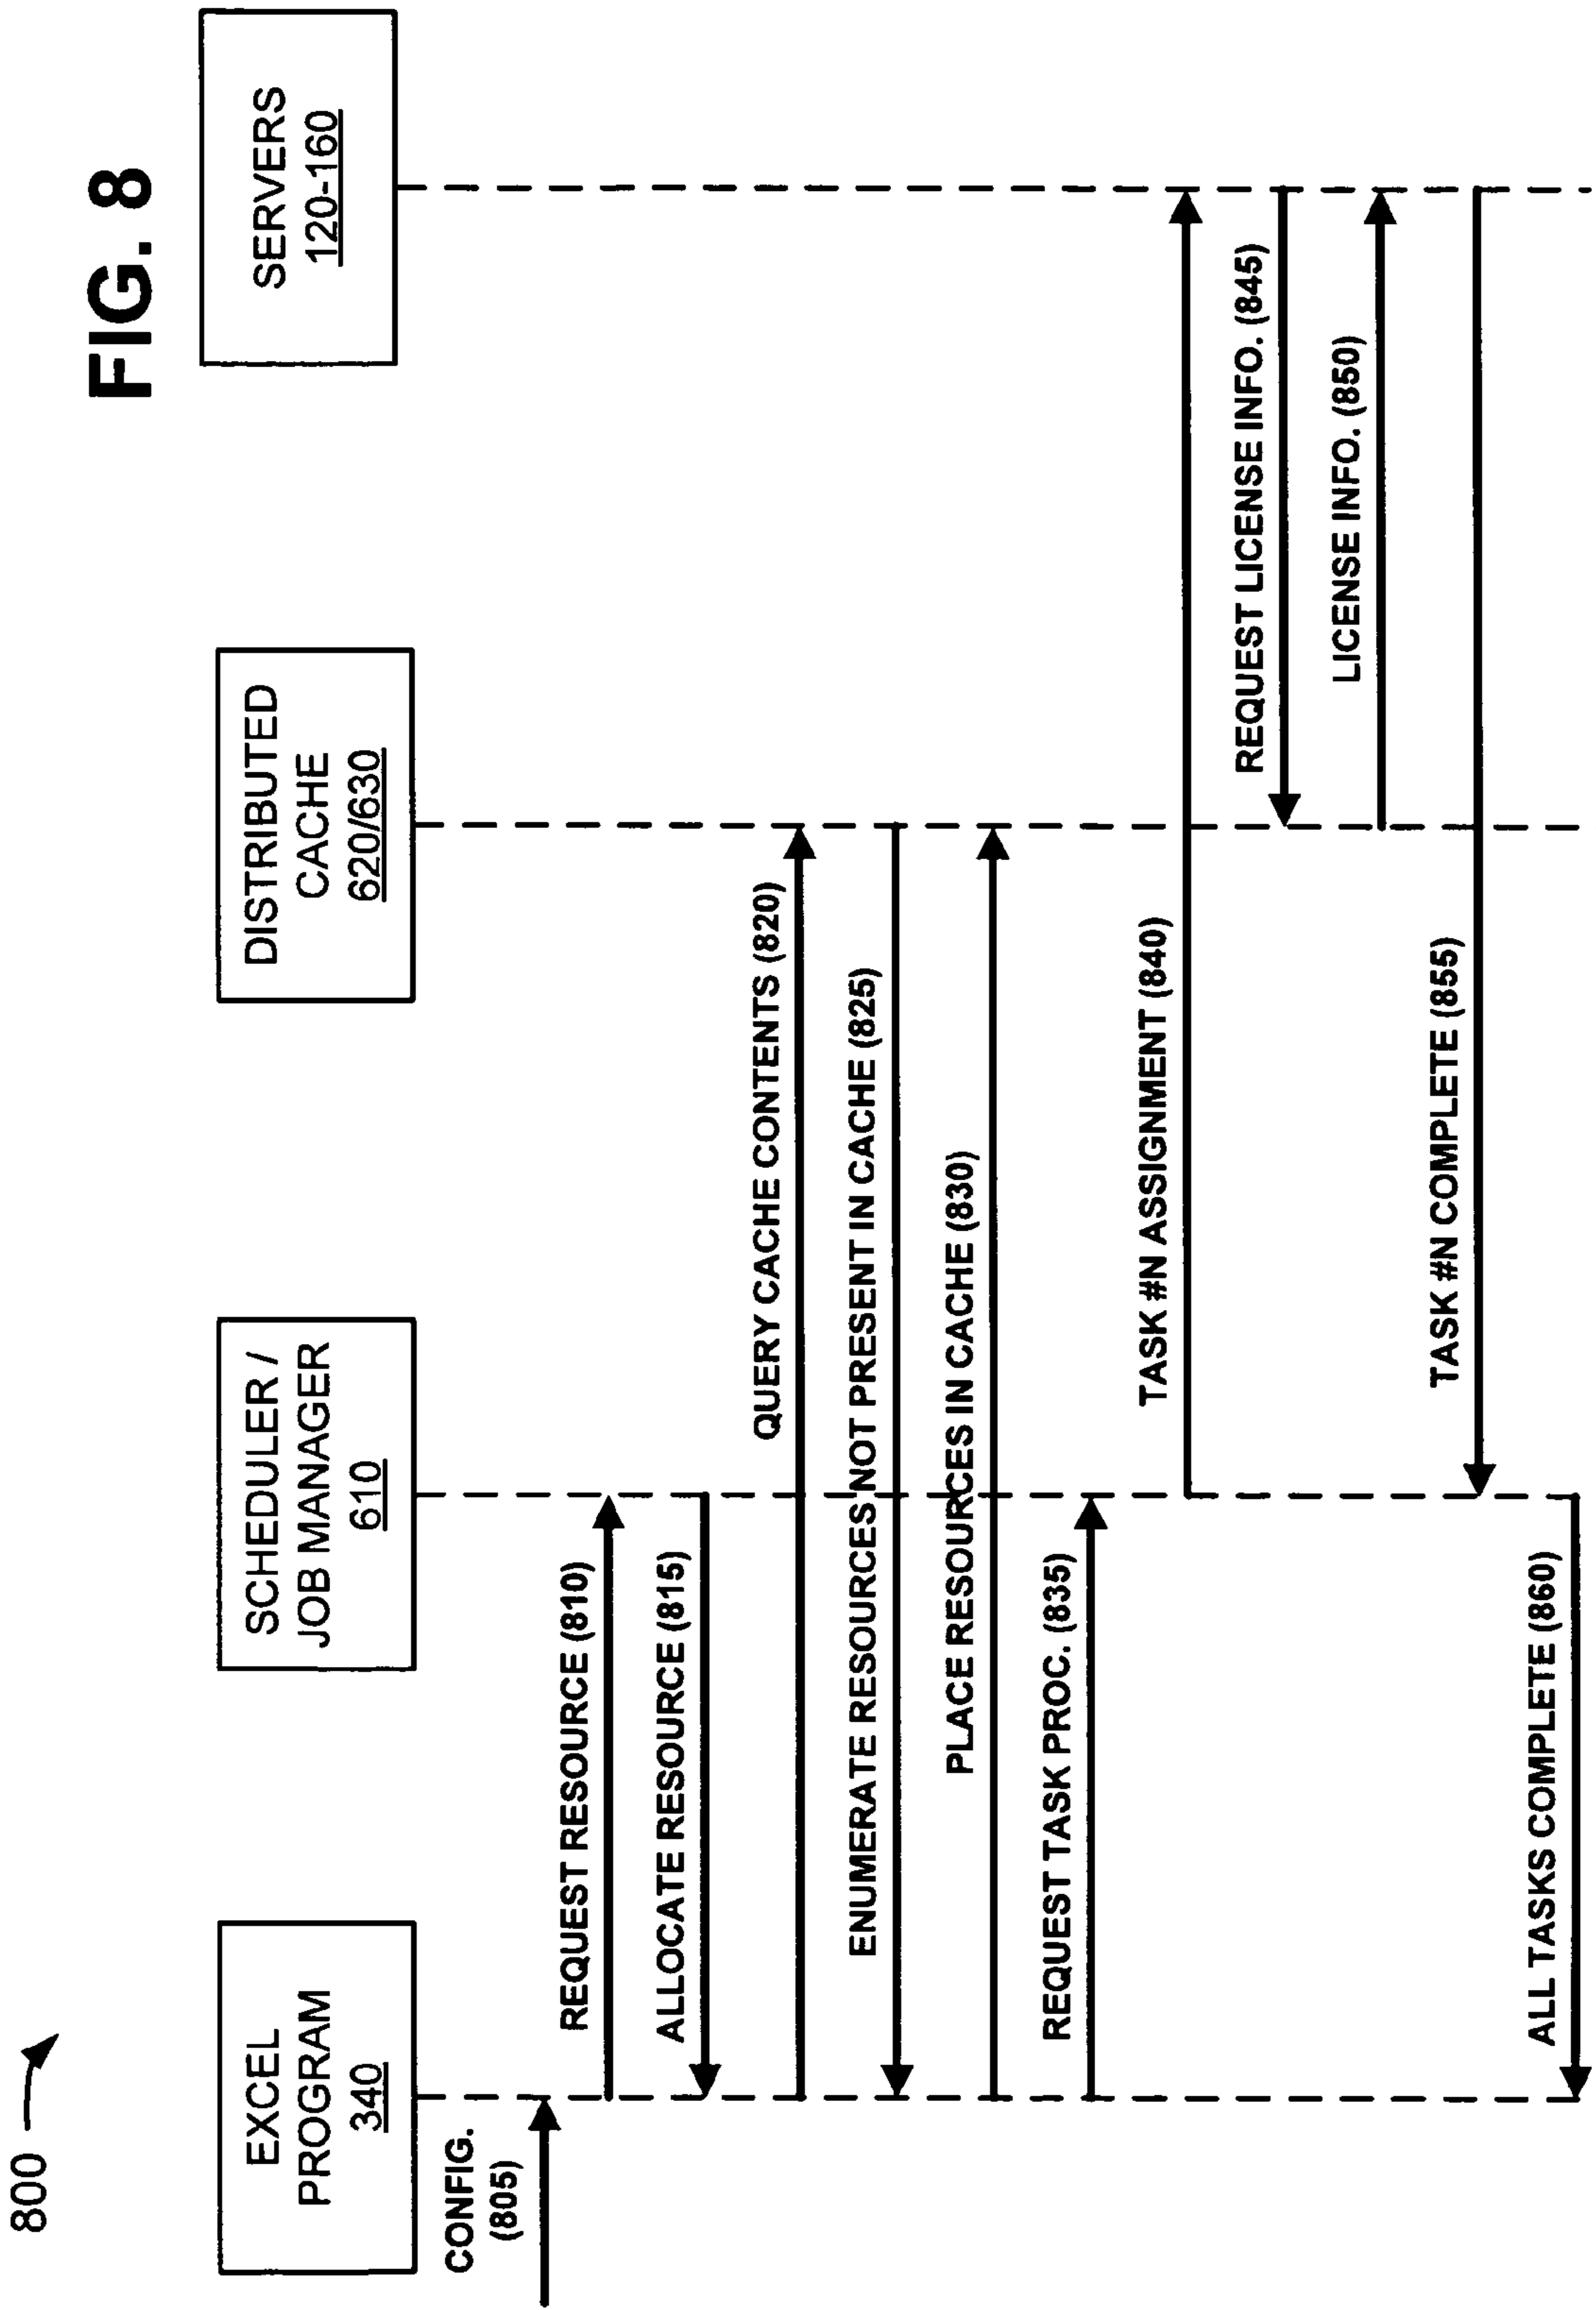 800
FIG. 8
EXCEL
PROGRAM
340
SCHEDULER /
JOB MANAGER
610
DISTRIBUTED
CACHE
620/630
SERVERS
120-160
CONFIG.
(805)
REQUEST RESOURCE (810)
ALLOCATE RESOURCE (815)
QUERY CACHE CONTENTS (820)
ENUMERATE RESOURCES NOT PRESENT IN CACHE (825)
PLACE RESOURCES IN CACHE (830)
REQUEST TASK PROC. (835)
TASK #N ASSIGNMENT (840)
REQUEST LICENSE INFO. (845)
LICENSE INFO. (850)
TASK #N COMPLETE (855)
ALL TASKS COMPLETE (860)